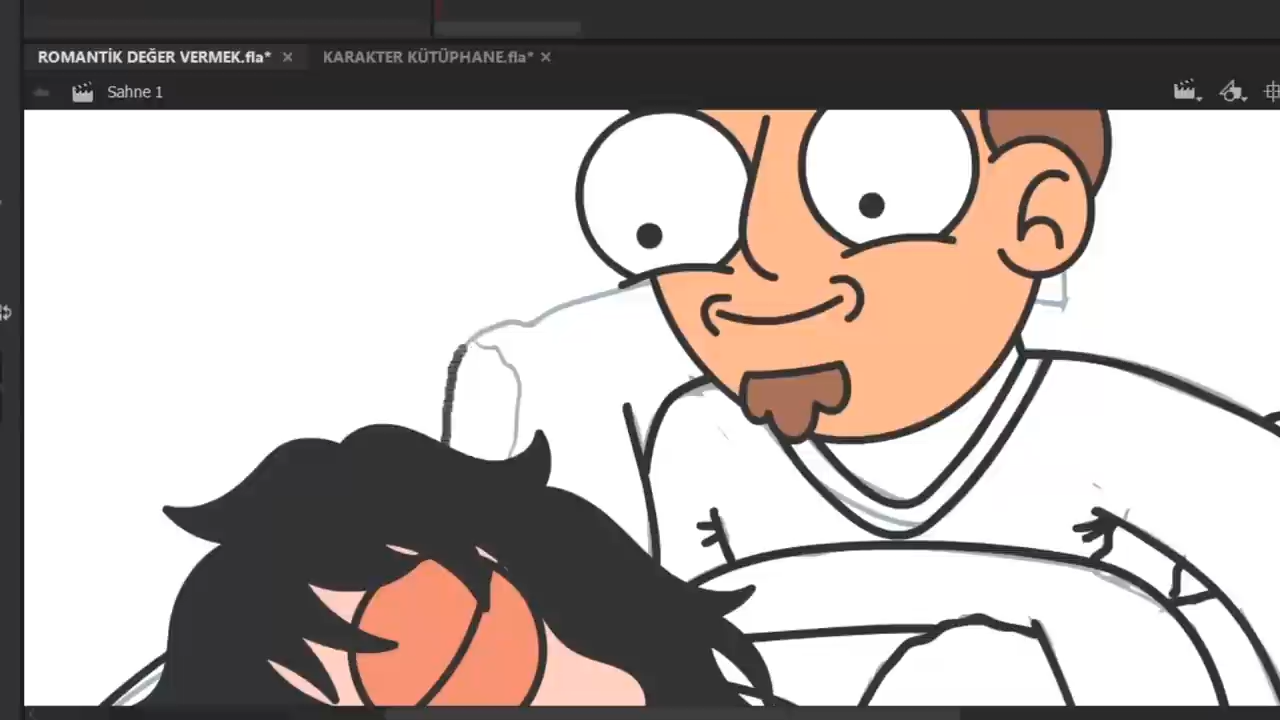 ROMANTİK DEĞER VERMEK.fla* × KARAKTER KÜTÜPHANE.fla* ×
Sahne 1